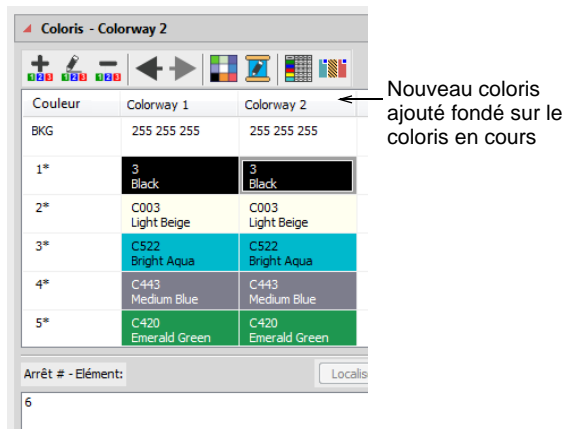 Coloris - Colorway 2
Couleur Colorway 1 Colorway 2
BKG 255 255 255 255 255 255
1* 3 Black 3 Black
2* C003 Light Beige C003 Light Beige
3* C522 Bright Aqua C522 Bright Aqua
4* C443 Medium Blue C443 Medium Blue
5* C420 Emerald Green C420 Emerald Green
Arrêt # - Elément: Localis
6
Nouveau coloris
ajouté fondé sur le
coloris en cours